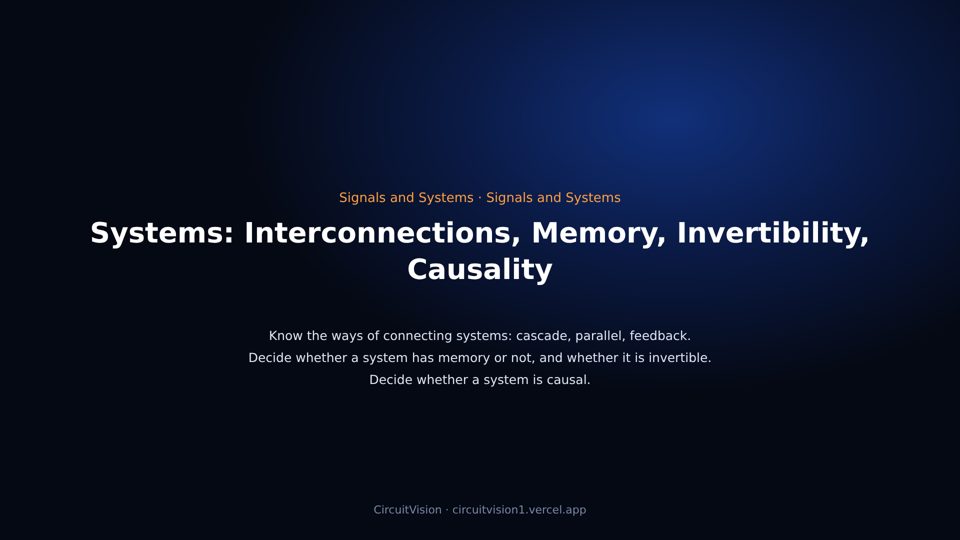 Signals and Systems · Signals and Systems
Systems: Interconnections, Memory, Invertibility,
Causality
Know the ways of connecting systems: cascade, parallel, feedback.
Decide whether a system has memory or not, and whether it is invertible.
Decide whether a system is causal.
CircuitVision · circuitvision1.vercel.app